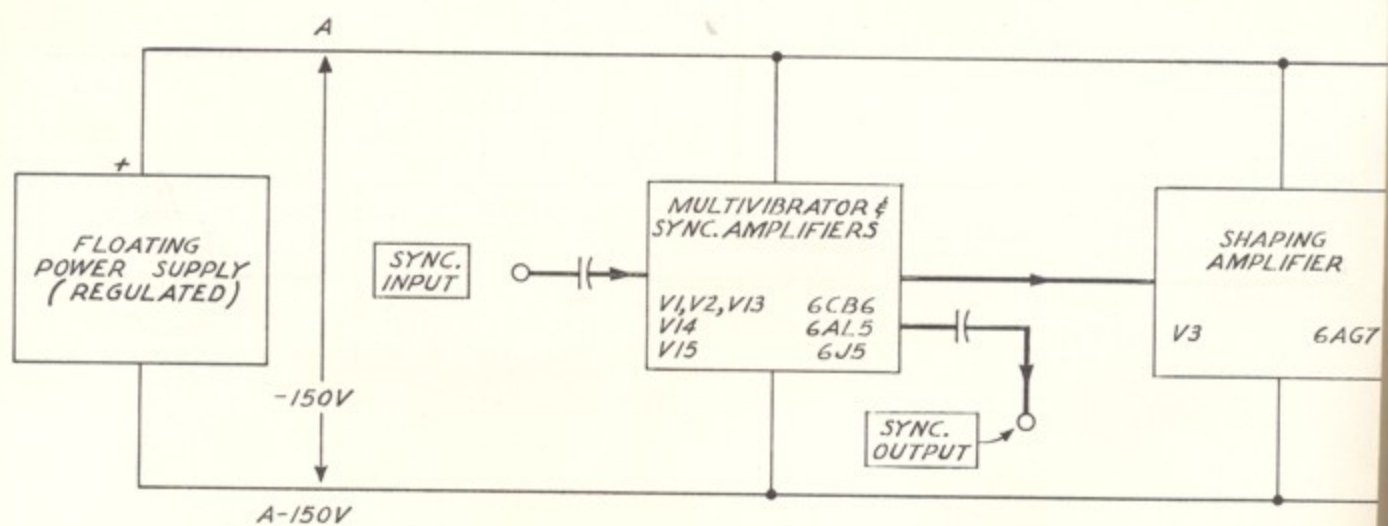 A
+
FLOATING
POWER SUPPLY
(REGULATED)
-150V
A-150V
SYNC.
INPUT
MULTIVIBRATOR &
SYNC. AMPLIFIERS
V1, V2, V13 6CB6
V14 6AL5
V15 6J5
SYNC.
OUTPUT
SHAPING
AMPLIFIER
V3 6AG7